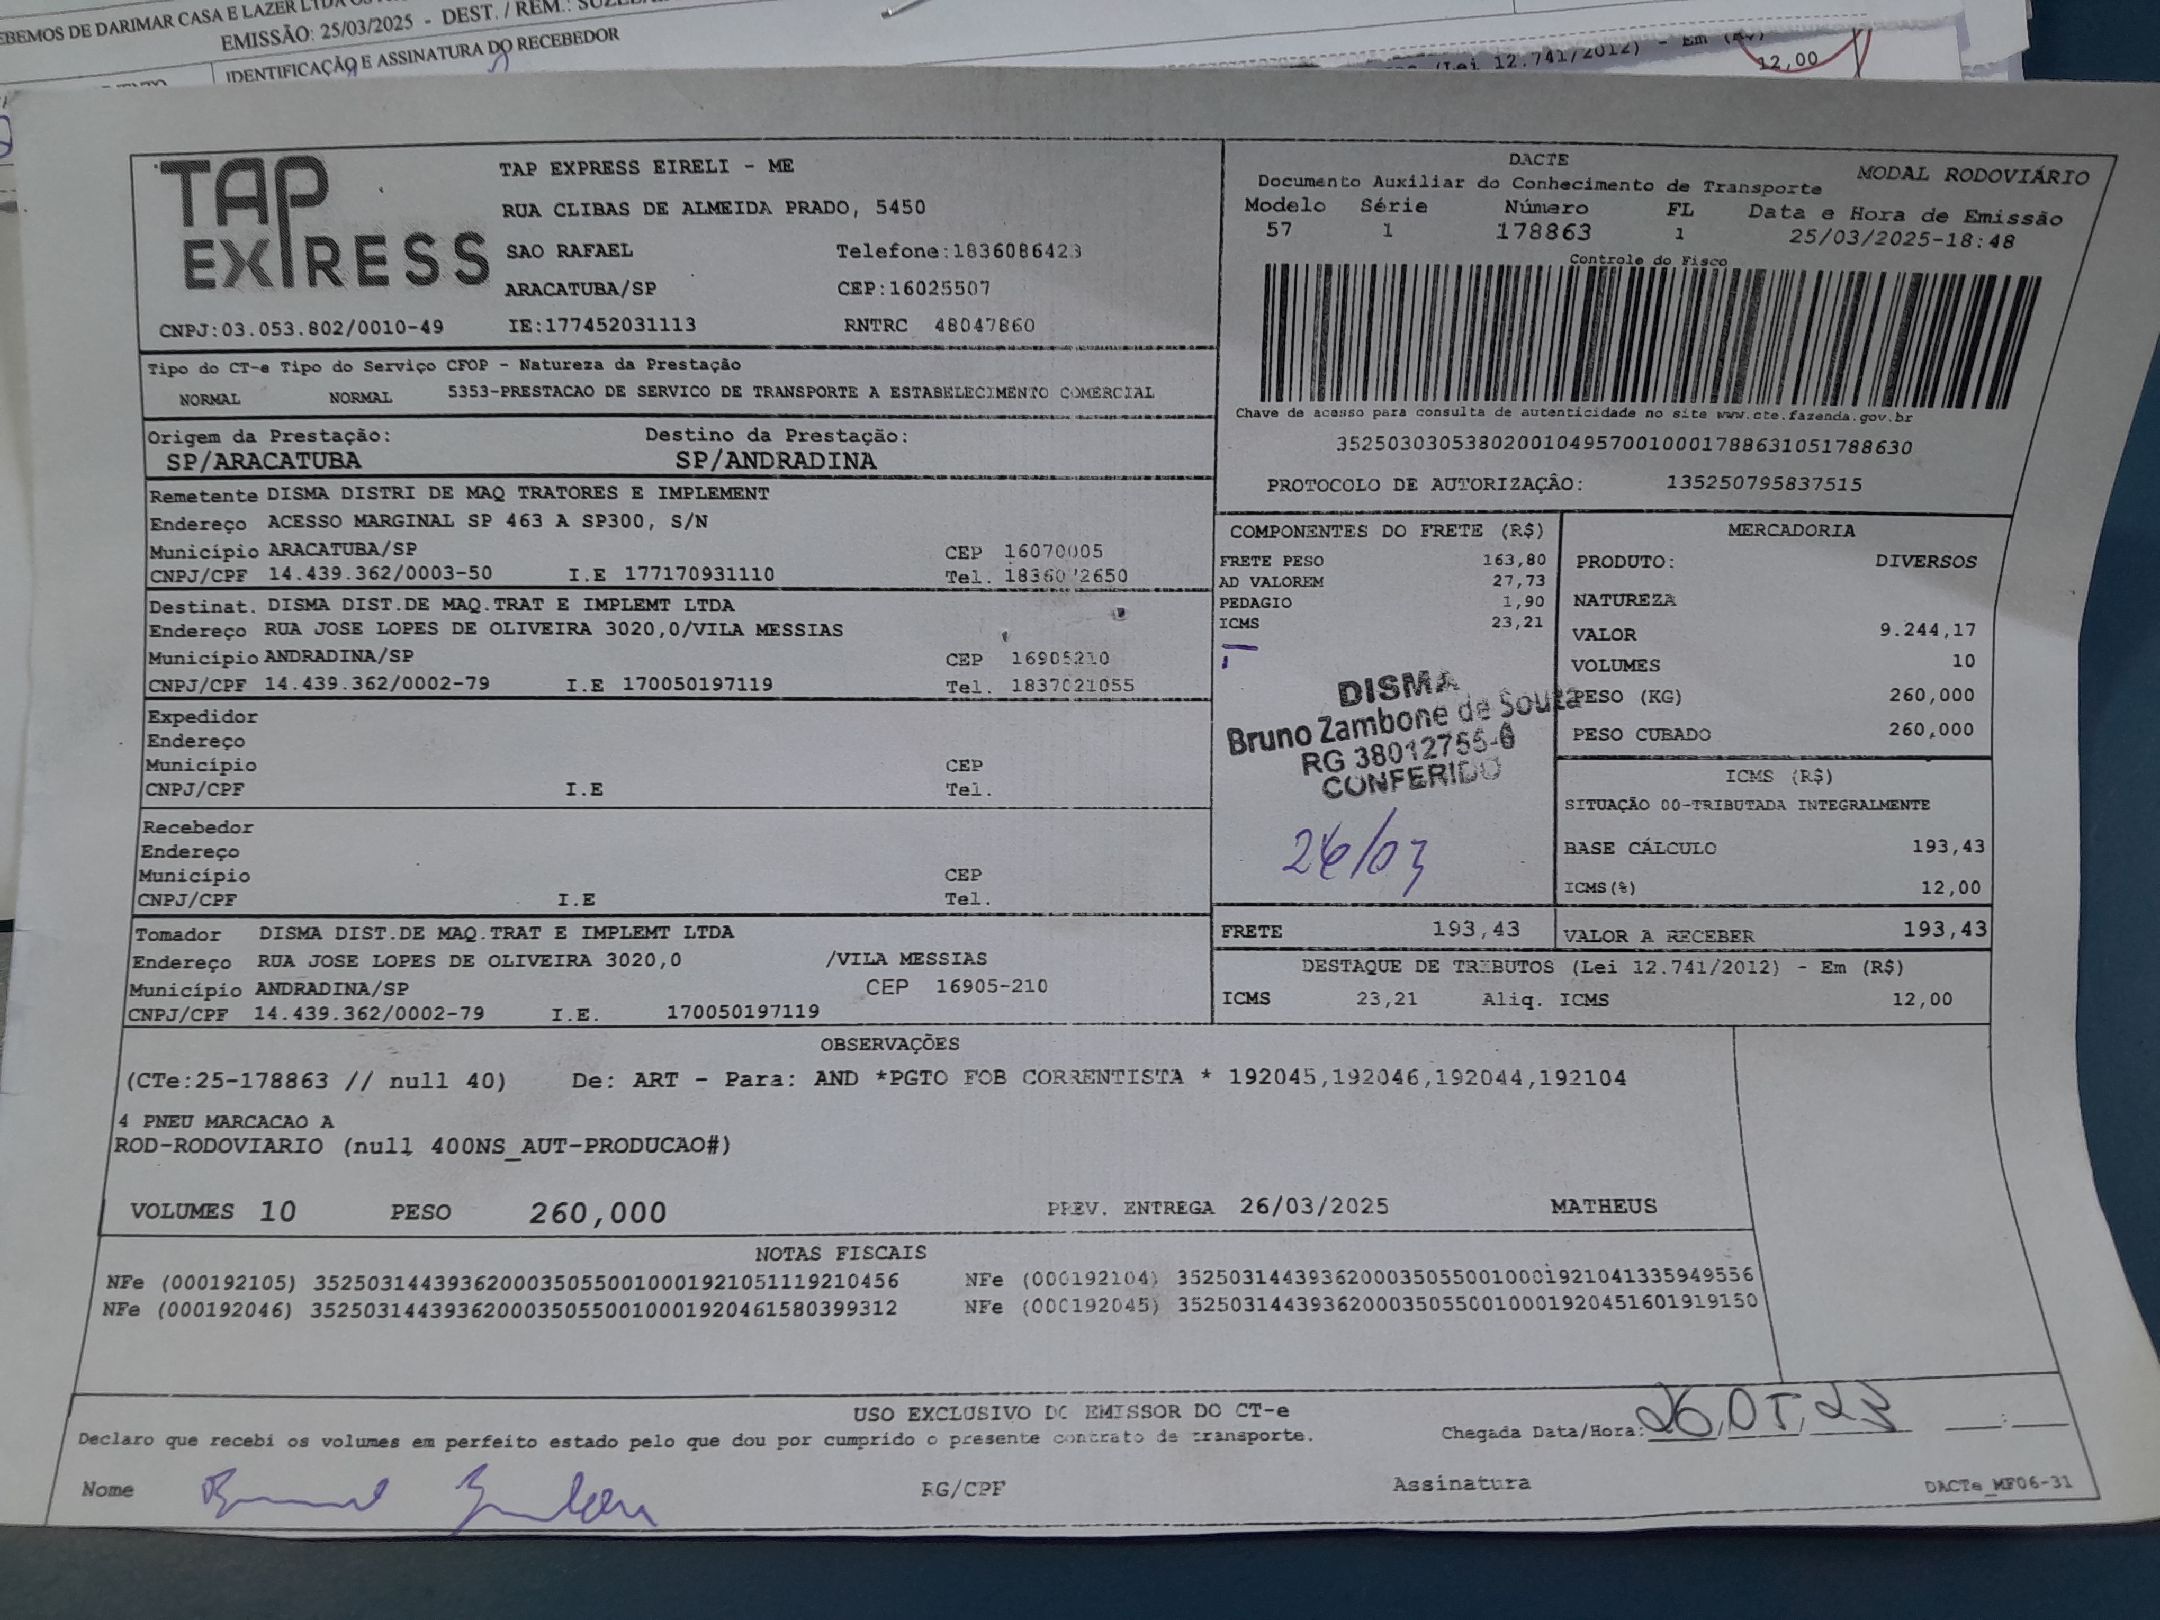 EBEMOS DE DARIMAR CASA E LAZER LTDA
EMISSÃO: 25/03/2025 - DEST. / REM.:
IDENTIFICAÇÃO E ASSINATURA DO RECEBEDOR
(Lei 12.741/2012) - Em (R$)
12,00
TAP EXPRESS
TAP EXPRESS EIRELI - ME
RUA CLIBAS DE ALMEIDA PRADO, 5450
SAO RAFAEL Telefone:1836086423
ARACATUBA/SP CEP:16025507
CNPJ:03.053.802/0010-49 IE:177452031113 RNTRC 48047860
DACTE
MODAL RODOVIÁRIO
Documento Auxiliar do Conhecimento de Transporte
Modelo Série Número FL Data e Hora de Emissão
57 1 178863 1 25/03/2025-18:48
Controle do Fisco
Chave de acesso para consulta de autenticidade no site www.cte.fazenda.gov.br
35250303053802001049570010001788631051788630
PROTOCOLO DE AUTORIZAÇÃO: 135250795837515
Tipo do CT-e Tipo do Serviço CFOP - Natureza da Prestação
NORMAL NORMAL 5353-PRESTACAO DE SERVICO DE TRANSPORTE A ESTABELECIMENTO COMERCIAL
Origem da Prestação: Destino da Prestação:
SP/ARACATUBA SP/ANDRADINA
Remetente DISMA DISTRI DE MAQ TRATORES E IMPLEMENT
Endereço ACESSO MARGINAL SP 463 A SP300, S/N
Município ARACATUBA/SP CEP 16070005
CNPJ/CPF 14.439.362/0003-50 I.E 177170931110 Tel. 1836072650
Destinat. DISMA DIST.DE MAQ.TRAT E IMPLEMT LTDA
Endereço RUA JOSE LOPES DE OLIVEIRA 3020,0/VILA MESSIAS
Município ANDRADINA/SP CEP 16905210
CNPJ/CPF 14.439.362/0002-79 I.E 170050197119 Tel. 1837021055
Expedidor
Endereço
Município CEP
CNPJ/CPF I.E Tel.
Recebedor
Endereço
Município CEP
CNPJ/CPF I.E Tel.
Tomador DISMA DIST.DE MAQ.TRAT E IMPLEMT LTDA
Endereço RUA JOSE LOPES DE OLIVEIRA 3020,0 /VILA MESSIAS
Município ANDRADINA/SP CEP 16905-210
CNPJ/CPF 14.439.362/0002-79 I.E. 170050197119
COMPONENTES DO FRETE (R$)
FRETE PESO 163,80
AD VALOREM 27,73
PEDAGIO 1,90
ICMS 23,21
DISMA
Bruno Zambone de Souza
RG 38012755-6
CONFERIDO
26/03
MERCADORIA
PRODUTO: DIVERSOS
NATUREZA
VALOR 9.244,17
VOLUMES 10
PESO (KG) 260,000
PESO CUBADO 260,000
ICMS (R$)
SITUAÇÃO 00-TRIBUTADA INTEGRALMENTE
BASE CÁLCULO 193,43
ICMS(%) 12,00
FRETE 193,43 VALOR A RECEBER 193,43
DESTAQUE DE TRIBUTOS (Lei 12.741/2012) - Em (R$)
ICMS 23,21 Aliq. ICMS 12,00
OBSERVAÇÕES
(CTe:25-178863 // null 40) De: ART - Para: AND *PGTO FOB CORRENTISTA * 192045,192046,192044,192104
4 PNEU MARCACAO A
ROD-RODOVIARIO (null 400NS_AUT-PRODUCAO#)
VOLUMES 10 PESO 260,000 PREV. ENTREGA 26/03/2025 MATHEUS
NOTAS FISCAIS
NFe (000192105) 35250314439362000350550010001921051119210456 NFe (000192104) 35250314439362000350550010001921041335949556
NFe (000192046) 35250314439362000350550010001920461580399312 NFe (000192045) 35250314439362000350550010001920451601919150
USO EXCLUSIVO DO EMISSOR DO CT-e
Declaro que recebi os volumes em perfeito estado pelo que dou por cumprido o presente contrato de transporte. Chegada Data/Hora:
Nome RG/CPF Assinatura DACTe_MF06-31